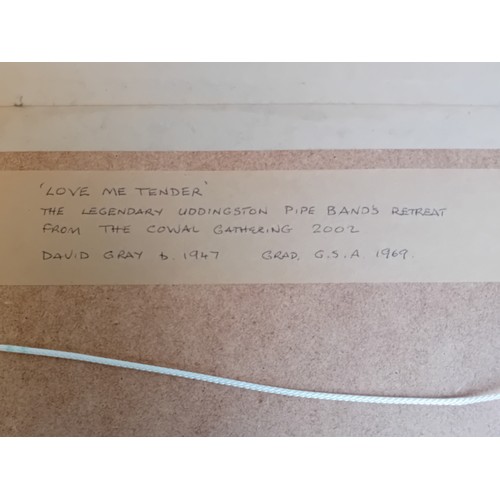 'LOVE ME TENDER'
THE LEGENDARY UDDINGSTON PIPE BANDS RETREAT
FROM THE COWAL GATHERING 2002
DAVID GRAY b. 1947 GRAD. G.S.A. 1969.